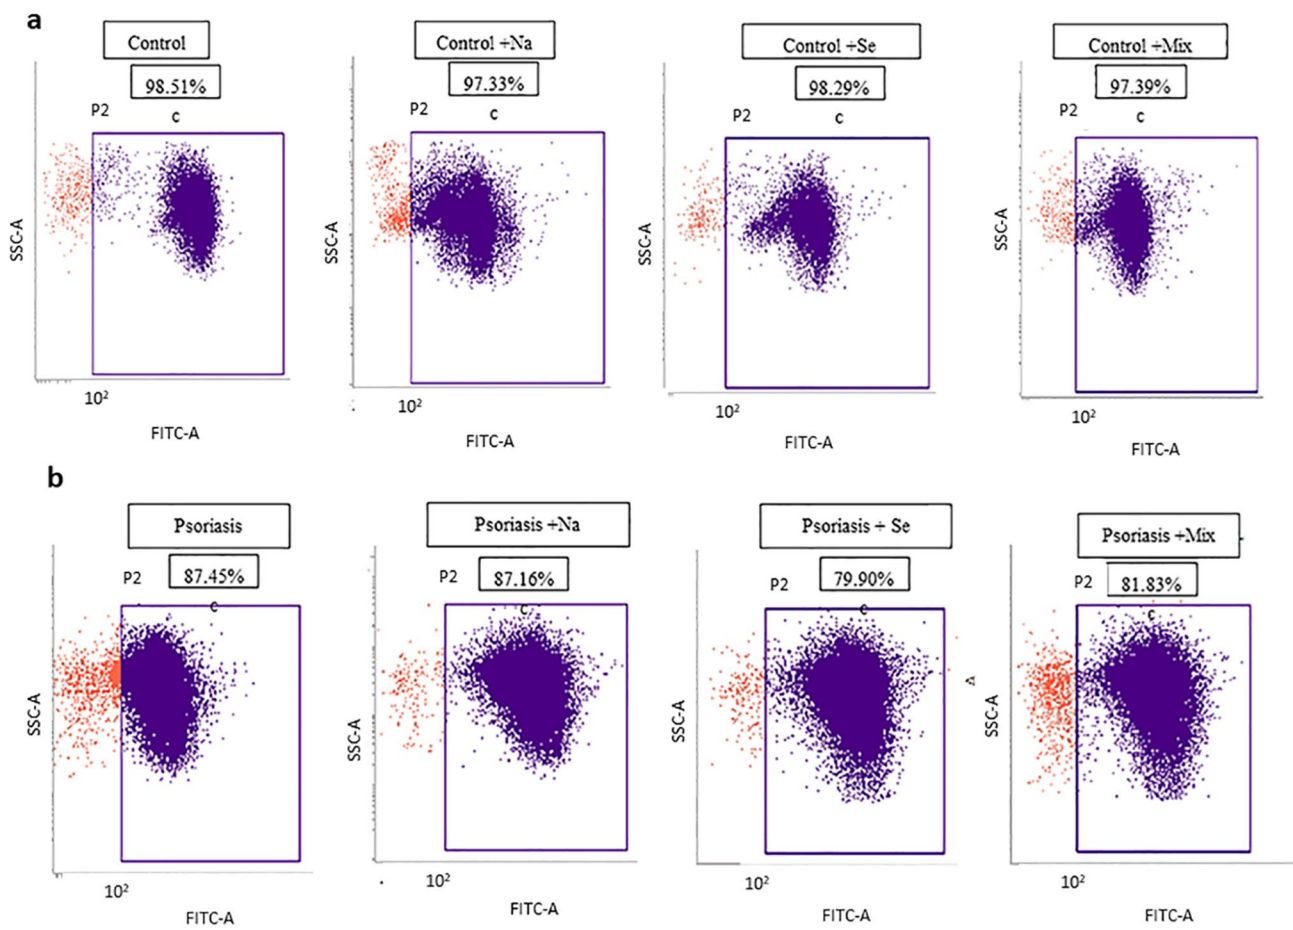 a
Control
Control +Na
Control +Se
Control +Mix
98.51%
97.33%
98.29%
97.39%
P2
c
P2
c
P2
c
P2
c
SSC-A
SSC-A
SSC-A
SSC-A
10²
10²
10²
10²
FITC-A
FITC-A
FITC-A
FITC-A
b
Psoriasis
Psoriasis +Na
Psoriasis + Se
Psoriasis +Mix
87.45%
87.16%
79.90%
81.83%
P2
c
P2
c
P2
c
P2
c
SSC-A
SSC-A
SSC-A
SSC-A
10²
10²
10²
10²
FITC-A
FITC-A
FITC-A
FITC-A